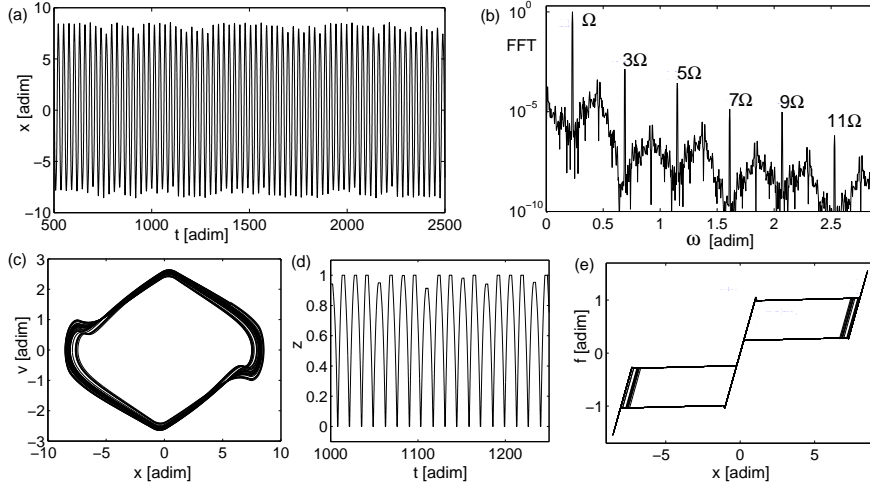 (a)
10
5
0
−5
−10
x [adim]
500
1000
1500
2000
2500
t [adim]
(b)
10^0
FFT
10^−5
10^−10
Ω
3Ω
5Ω
7Ω
9Ω
11Ω
0
0.5
1
1.5
2
2.5
ω [adim]
(c)
3
2
1
0
−1
−2
−3
v [adim]
−10
−5
0
5
10
x [adim]
(d)
1
0.8
0.6
0.4
0.2
0
z
1000
1100
1200
t [adim]
(e)
1
0
−1
f [adim]
−5
0
5
x [adim]